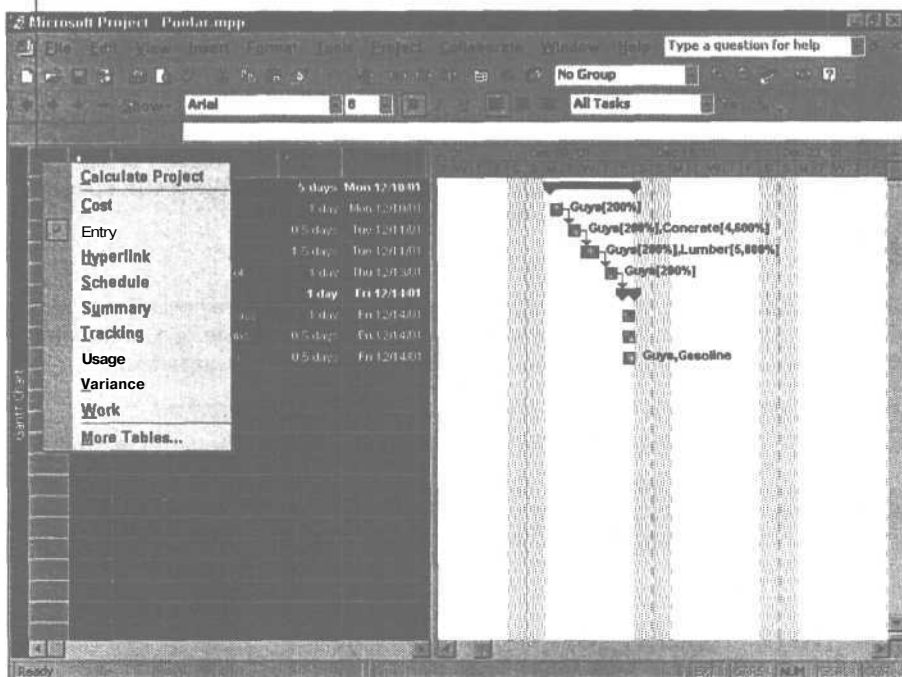 Microsoft Project Poolar.mpp
File Edit View Insert Format Tools Project Collaborate Window Help Type a question for help
No Group
Show Arial 8 All Tasks
Calculate Project
Cost
Entry
Hyperlink
Schedule
Summary
Tracking
Usage
Variance
Work
More Tables...
5 days Mon 12/10/01
1 day Mon 12/10/01
0.5 days Tue 12/11/01
1.5 days Tue 12/11/01
1 day Thu 12/13/01
1 day Fri 12/14/01
1 day Fri 12/14/01
0.5 days Fri 12/14/01
0.5 days Fri 12/14/01
Guys[200%]
Guys[200%],Concrete[4,600%]
Guys[200%],Lumber[5,800%]
Guys[200%]
Guys,Gasoline
Gantt Chart
Ready
NUM